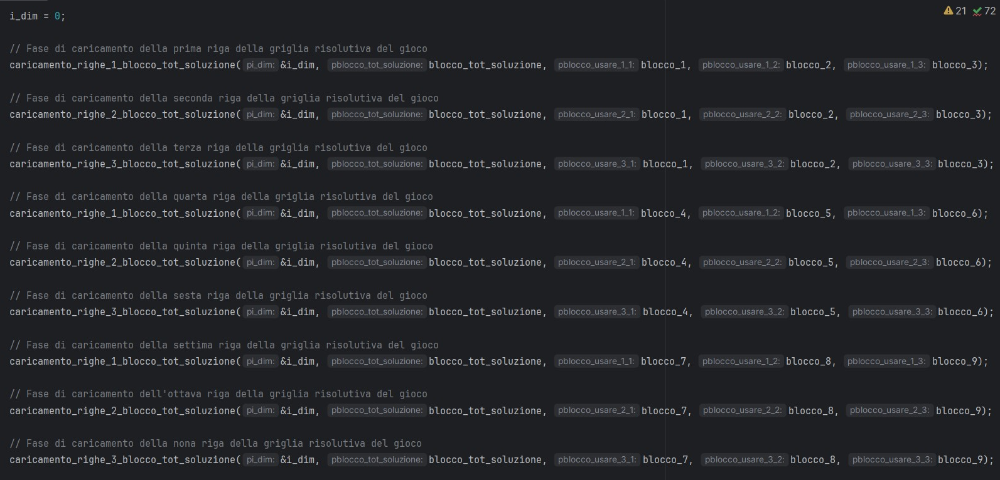 i_dim = 0;
21 72
// Fase di caricamento della prima riga della griglia risolutiva del gioco
caricamento_righe_1_blocco_tot_soluzione( pi_dim: &i_dim, pblocco_tot_soluzione: blocco_tot_soluzione, pblocco_usare_1_1: blocco_1, pblocco_usare_1_2: blocco_2, pblocco_usare_1_3: blocco_3);
// Fase di caricamento della seconda riga della griglia risolutiva del gioco
caricamento_righe_2_blocco_tot_soluzione( pi_dim: &i_dim, pblocco_tot_soluzione: blocco_tot_soluzione, pblocco_usare_2_1: blocco_1, pblocco_usare_2_2: blocco_2, pblocco_usare_2_3: blocco_3);
// Fase di caricamento della terza riga della griglia risolutiva del gioco
caricamento_righe_3_blocco_tot_soluzione( pi_dim: &i_dim, pblocco_tot_soluzione: blocco_tot_soluzione, pblocco_usare_3_1: blocco_1, pblocco_usare_3_2: blocco_2, pblocco_usare_3_3: blocco_3);
// Fase di caricamento della quarta riga della griglia risolutiva del gioco
caricamento_righe_1_blocco_tot_soluzione( pi_dim: &i_dim, pblocco_tot_soluzione: blocco_tot_soluzione, pblocco_usare_1_1: blocco_4, pblocco_usare_1_2: blocco_5, pblocco_usare_1_3: blocco_6);
// Fase di caricamento della quinta riga della griglia risolutiva del gioco
caricamento_righe_2_blocco_tot_soluzione( pi_dim: &i_dim, pblocco_tot_soluzione: blocco_tot_soluzione, pblocco_usare_2_1: blocco_4, pblocco_usare_2_2: blocco_5, pblocco_usare_2_3: blocco_6);
// Fase di caricamento della sesta riga della griglia risolutiva del gioco
caricamento_righe_3_blocco_tot_soluzione( pi_dim: &i_dim, pblocco_tot_soluzione: blocco_tot_soluzione, pblocco_usare_3_1: blocco_4, pblocco_usare_3_2: blocco_5, pblocco_usare_3_3: blocco_6);
// Fase di caricamento della settima riga della griglia risolutiva del gioco
caricamento_righe_1_blocco_tot_soluzione( pi_dim: &i_dim, pblocco_tot_soluzione: blocco_tot_soluzione, pblocco_usare_1_1: blocco_7, pblocco_usare_1_2: blocco_8, pblocco_usare_1_3: blocco_9);
// Fase di caricamento dell'ottava riga della griglia risolutiva del gioco
caricamento_righe_2_blocco_tot_soluzione( pi_dim: &i_dim, pblocco_tot_soluzione: blocco_tot_soluzione, pblocco_usare_2_1: blocco_7, pblocco_usare_2_2: blocco_8, pblocco_usare_2_3: blocco_9);
// Fase di caricamento della nona riga della griglia risolutiva del gioco
caricamento_righe_3_blocco_tot_soluzione( pi_dim: &i_dim, pblocco_tot_soluzione: blocco_tot_soluzione, pblocco_usare_3_1: blocco_7, pblocco_usare_3_2: blocco_8, pblocco_usare_3_3: blocco_9);